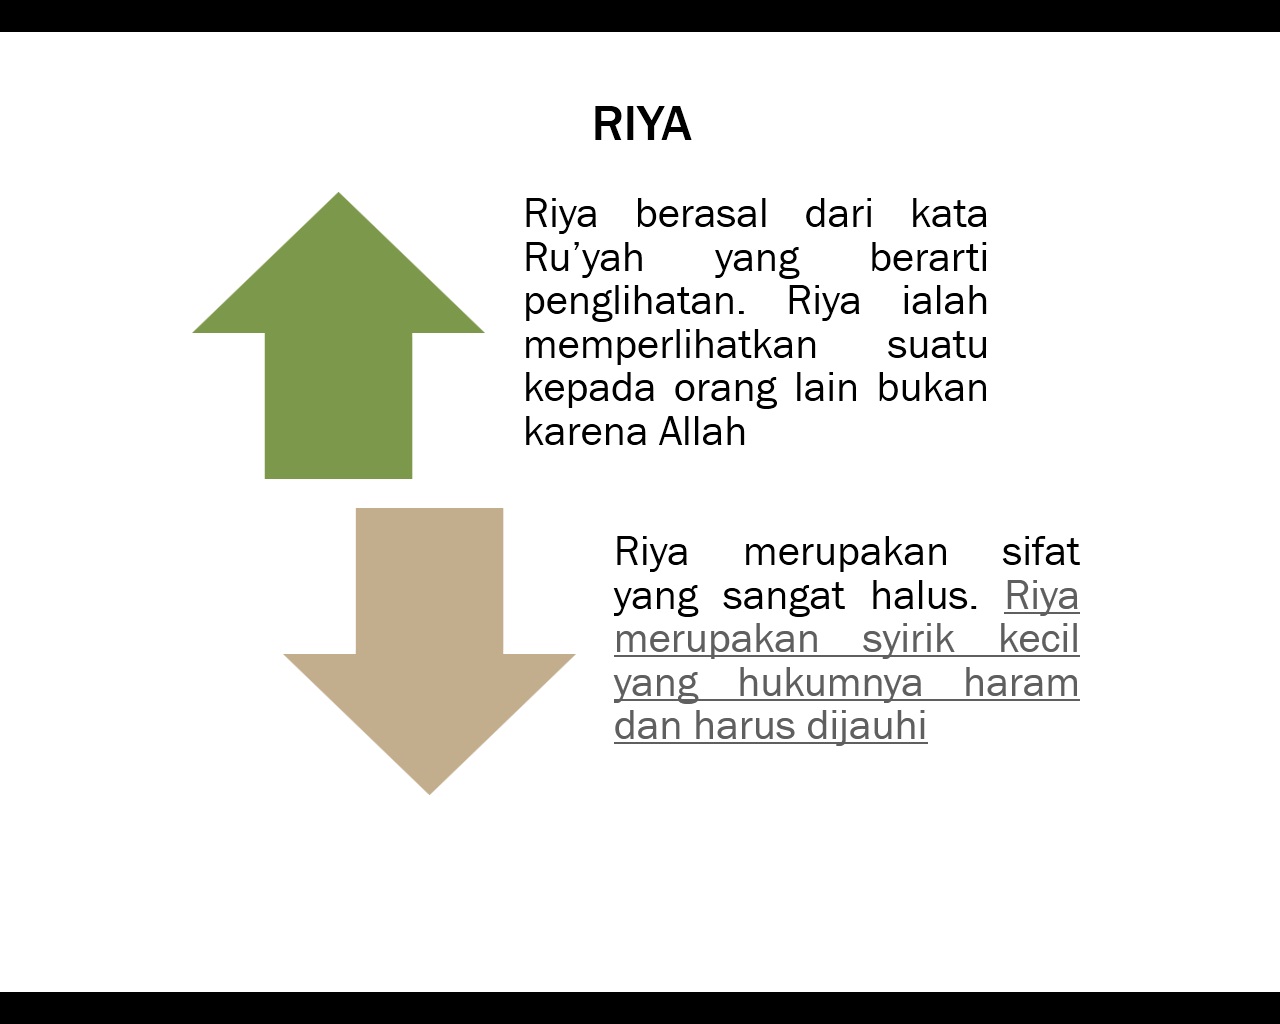 RIYA
Riya berasal dari kata
Ru’yah yang berarti
penglihatan. Riya ialah
memperlihatkan suatu
kepada orang lain bukan
karena Allah
Riya merupakan sifat
yang sangat halus. Riya
merupakan syirik kecil
yang hukumnya haram
dan harus dijauhi